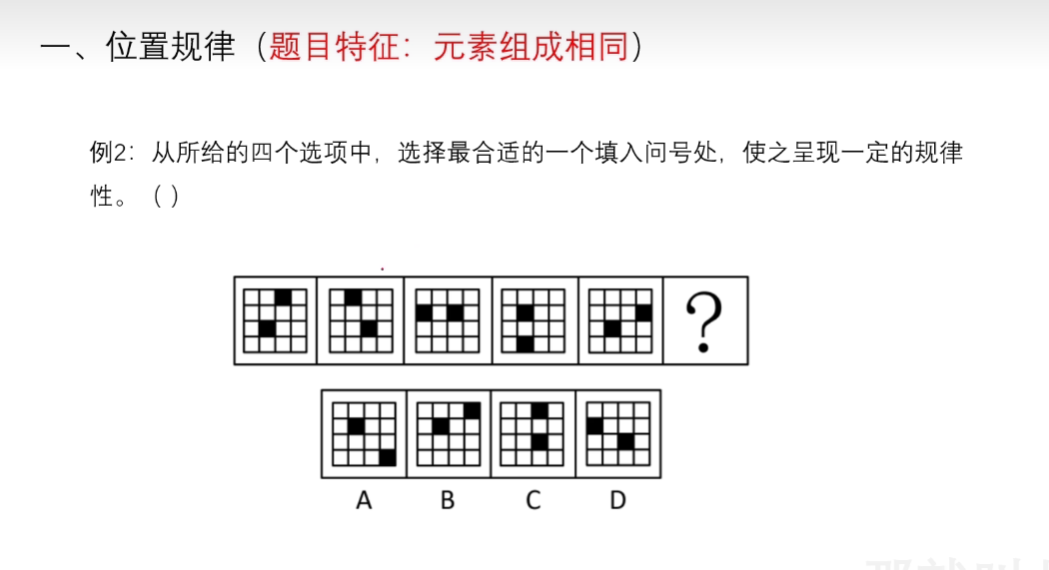 一、位置规律（题目特征：元素组成相同）
例2：从所给的四个选项中，选择最合适的一个填入问号处，使之呈现一定的规律
性。（ ）
?
A B C D